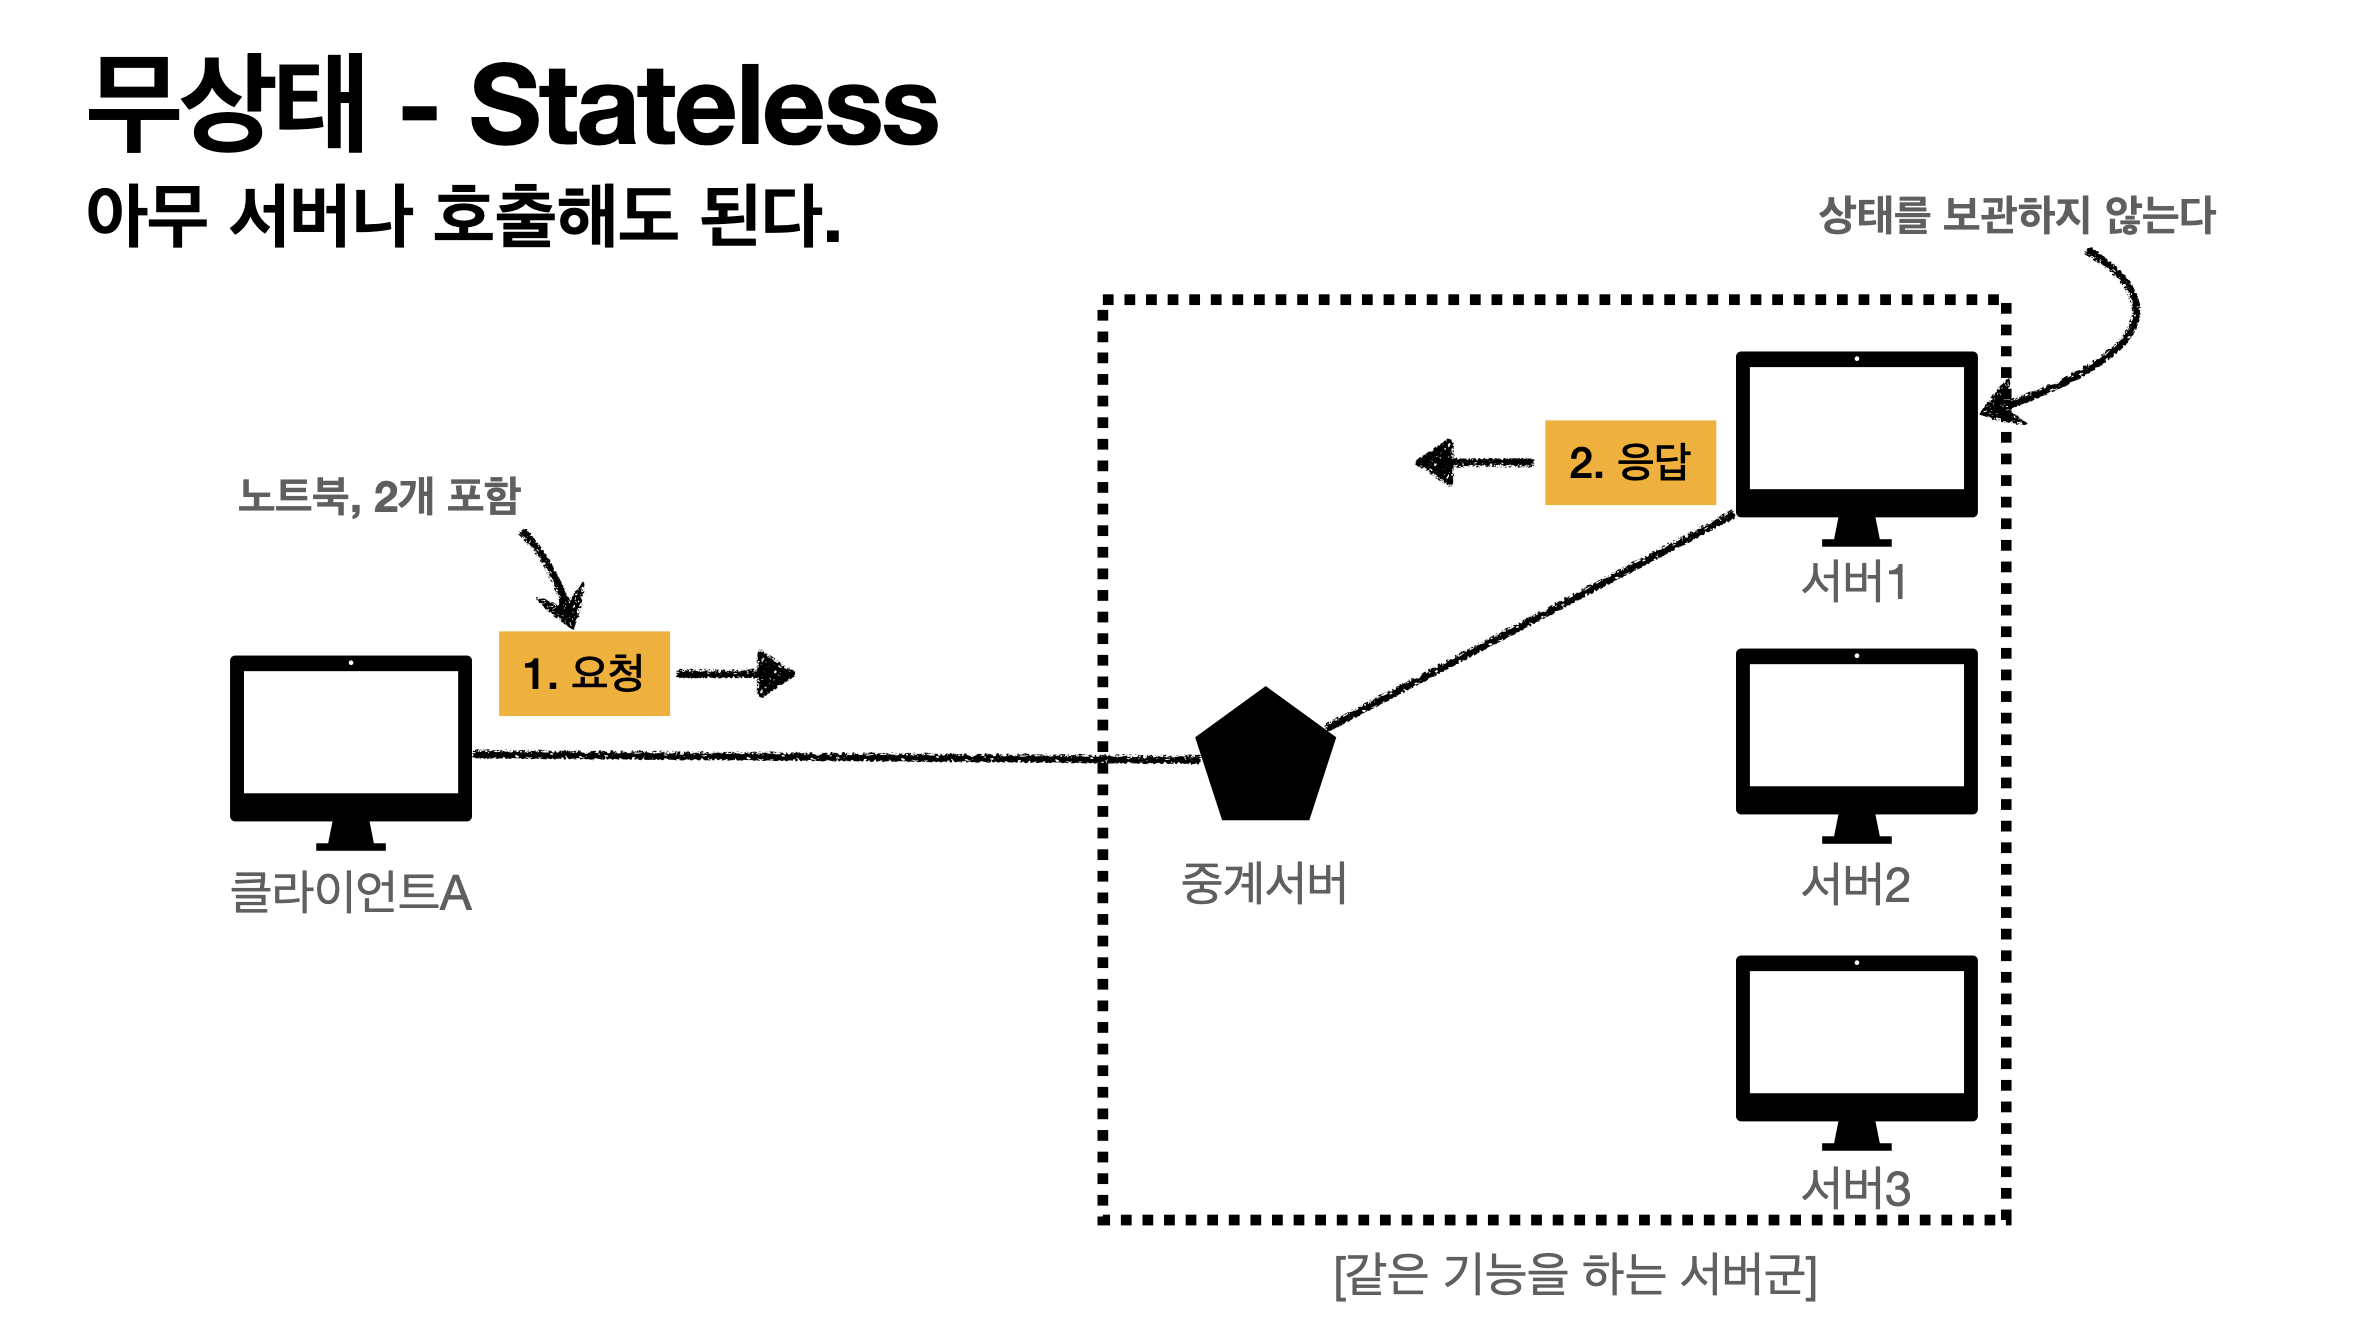 무상태 - Stateless
아무 서버나 호출해도 된다.
상태를 보관하지 않는다
2. 응답
노트북, 2개 포함
서버1
1. 요청
클라이언트A
중계서버
서버2
서버3
[같은 기능을 하는 서버군]